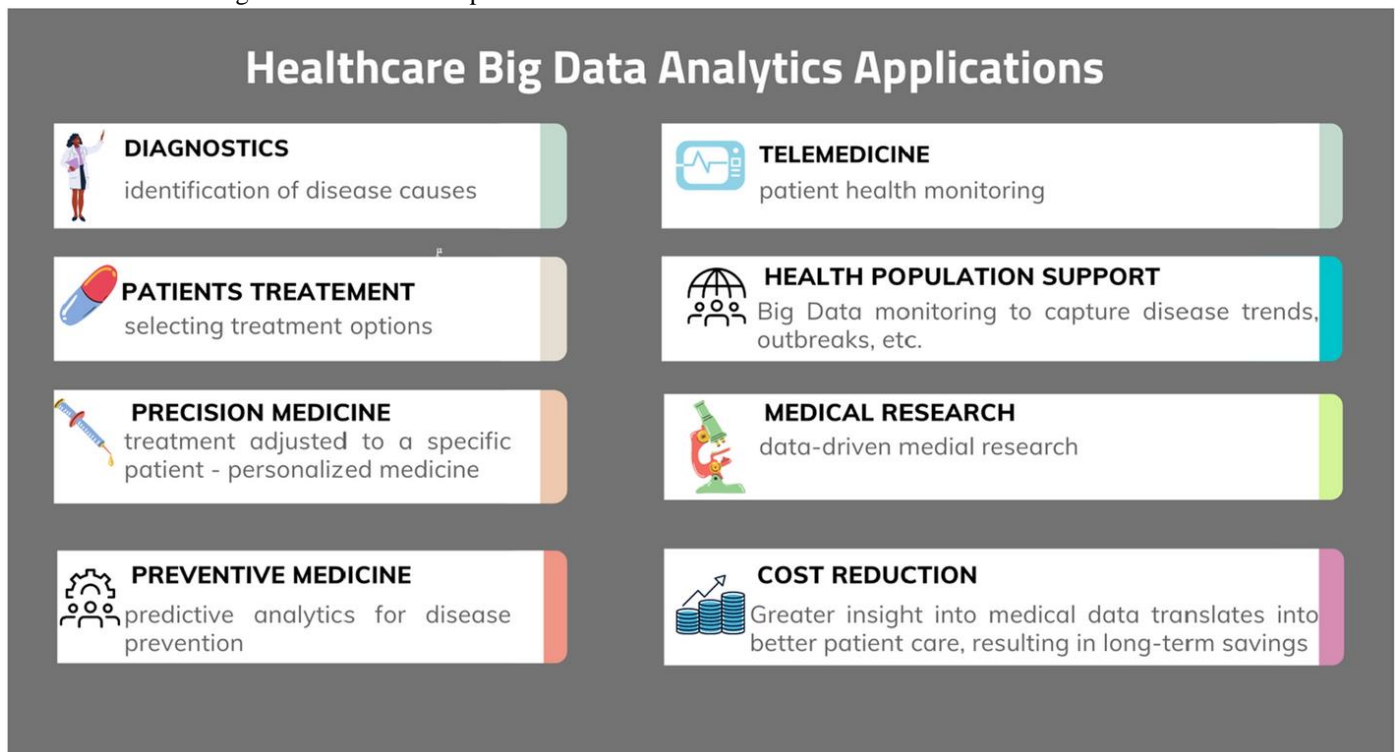 Healthcare Big Data Analytics Applications
DIAGNOSTICS
identification of disease causes
PATIENTS TREATEMENT
selecting treatment options
PRECISION MEDICINE
treatment adjusted to a specific
patient - personalized medicine
PREVENTIVE MEDICINE
predictive analytics for disease
prevention
TELEMEDICINE
patient health monitoring
HEALTH POPULATION SUPPORT
Big Data monitoring to capture disease trends,
outbreaks, etc.
MEDICAL RESEARCH
data-driven medial research
COST REDUCTION
Greater insight into medical data translates into
better patient care, resulting in long-term savings